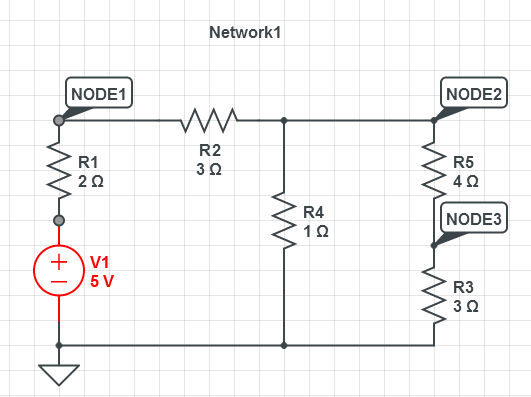 Network1
NODE1
NODE2
R2
3 Ω
R1
2 Ω
R5
4 Ω
R4
1 Ω
NODE3
V1
5 V
R3
3 Ω